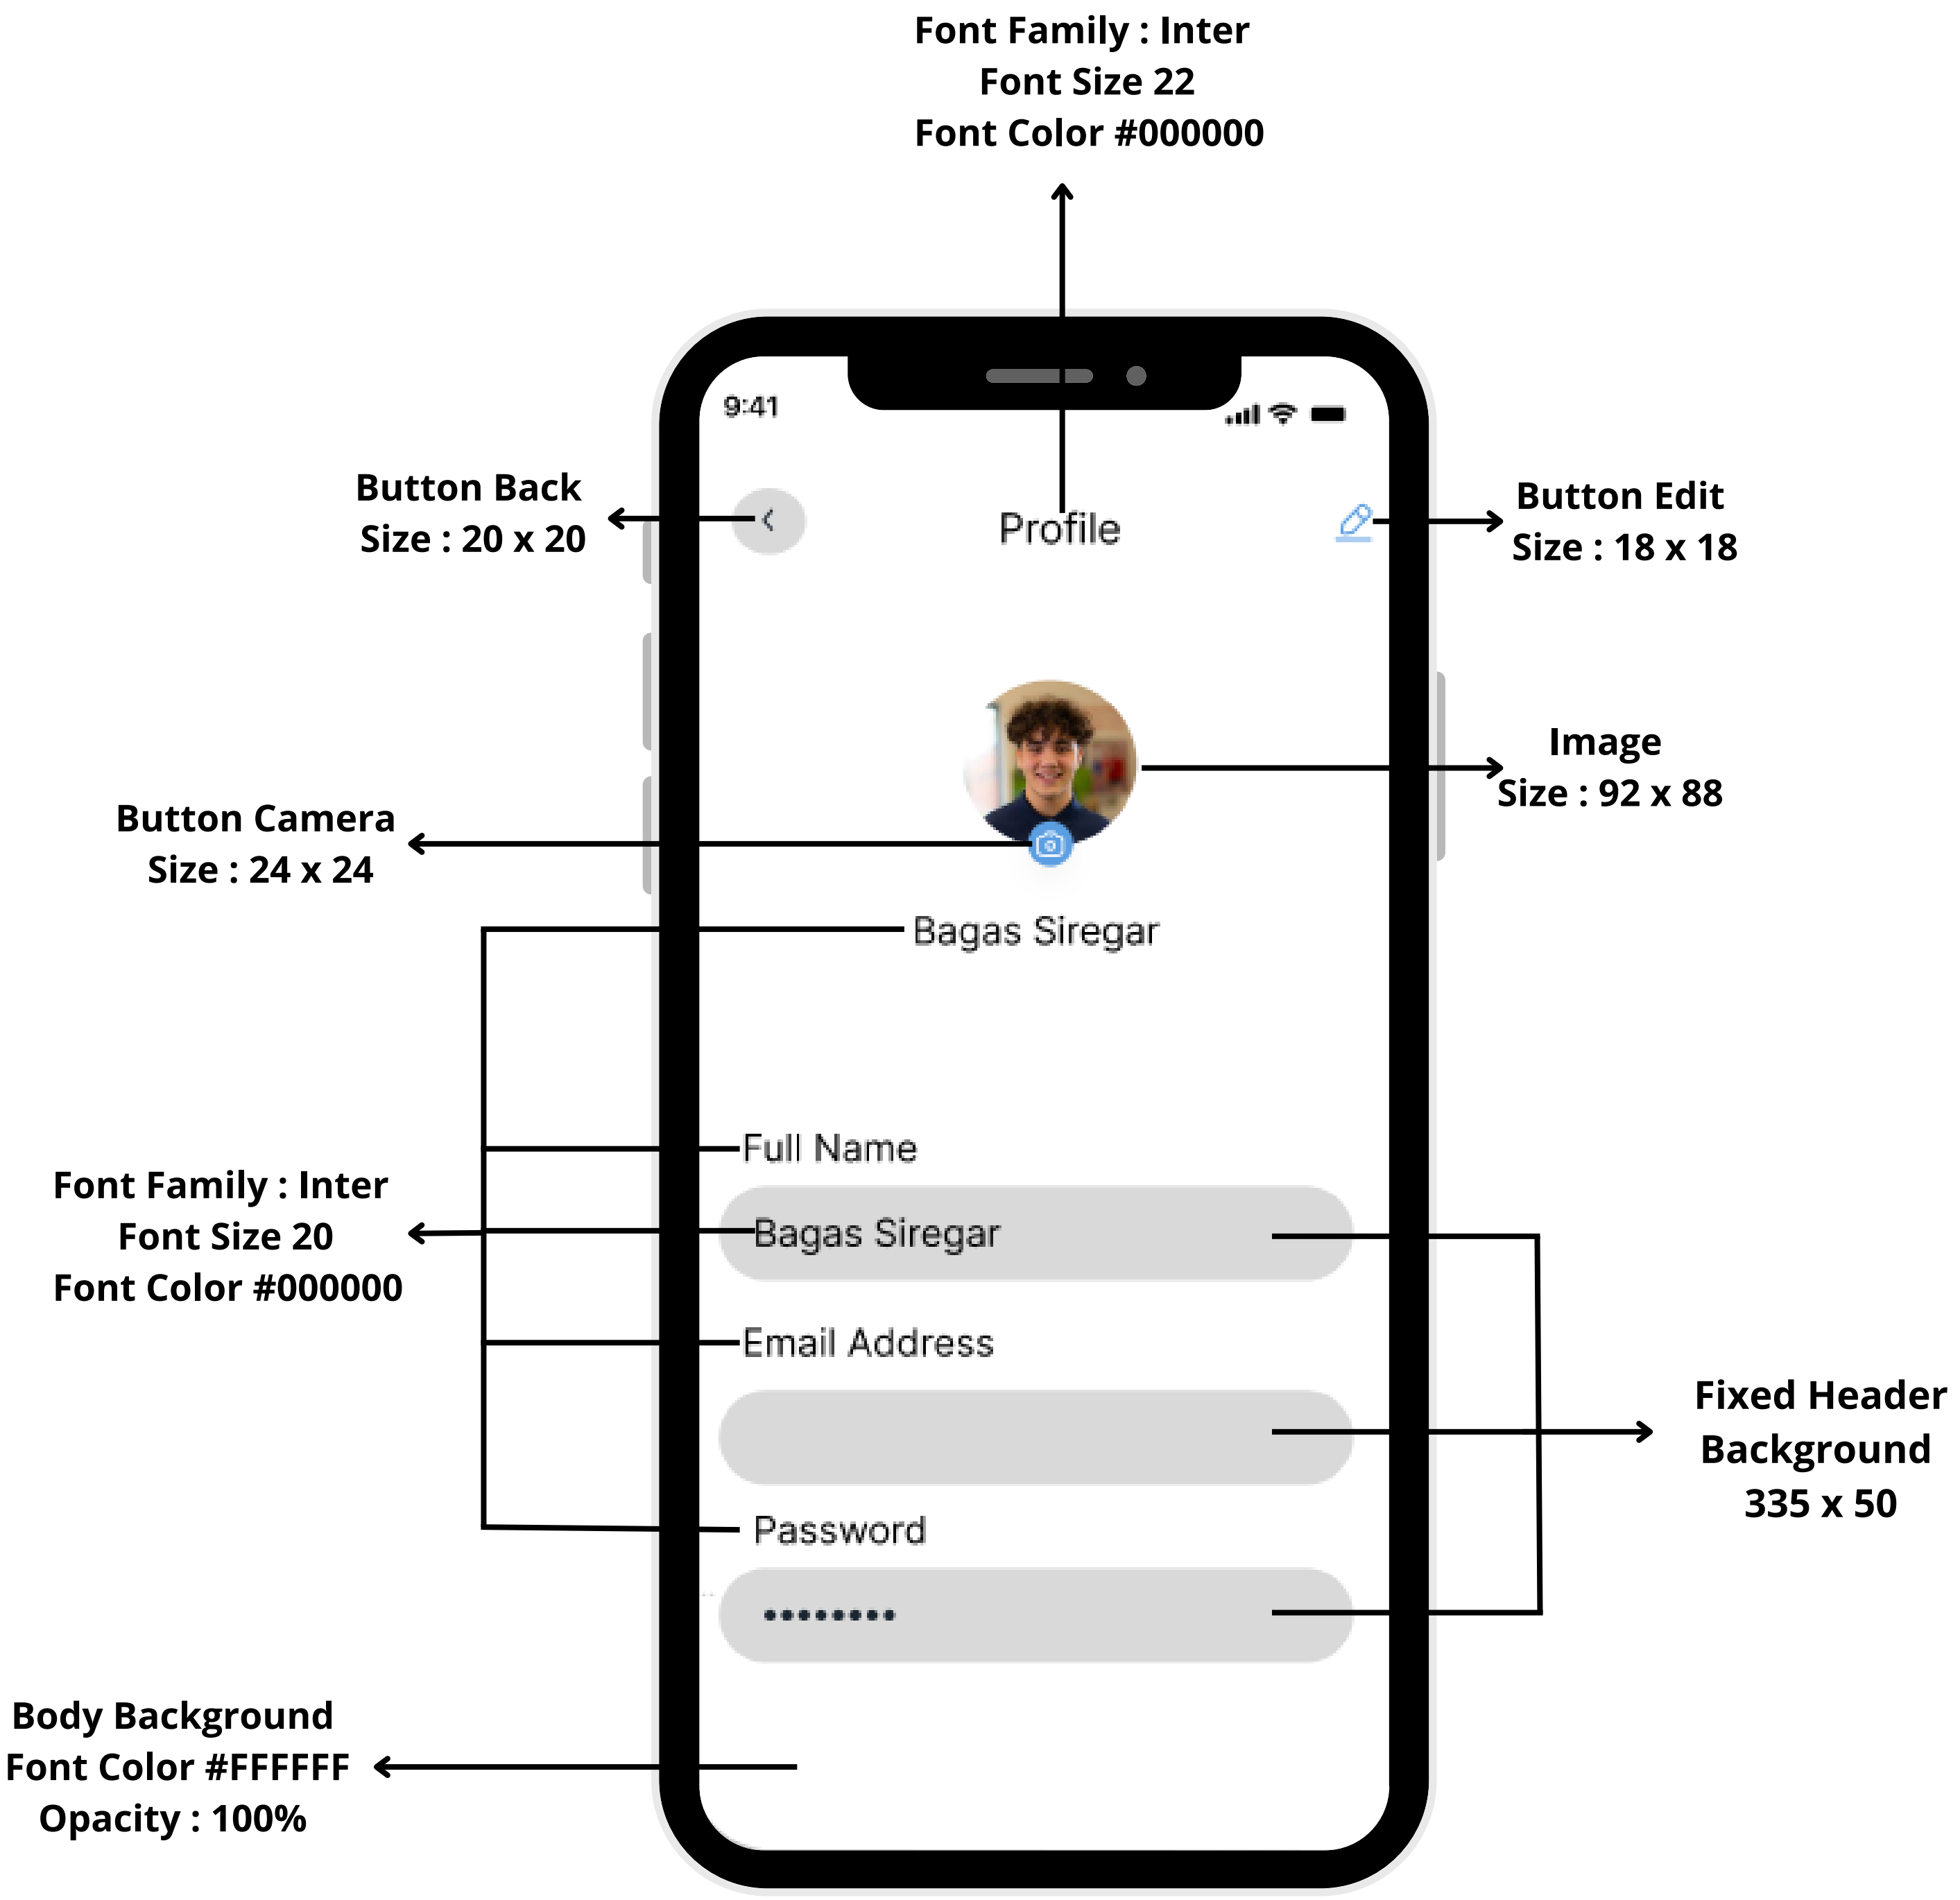 Font Family : Inter
Font Size 22
Font Color #000000
9:41
Button Back
Size : 20 x 20
Profile
Button Edit
Size : 18 x 18
Image
Size : 92 x 88
Button Camera
Size : 24 x 24
Bagas Siregar
Full Name
Font Family : Inter
Font Size 20
Font Color #000000
Bagas Siregar
Email Address
Fixed Header
Background
335 x 50
Password
••••••••
Body Background
Font Color #FFFFFF
Opacity : 100%